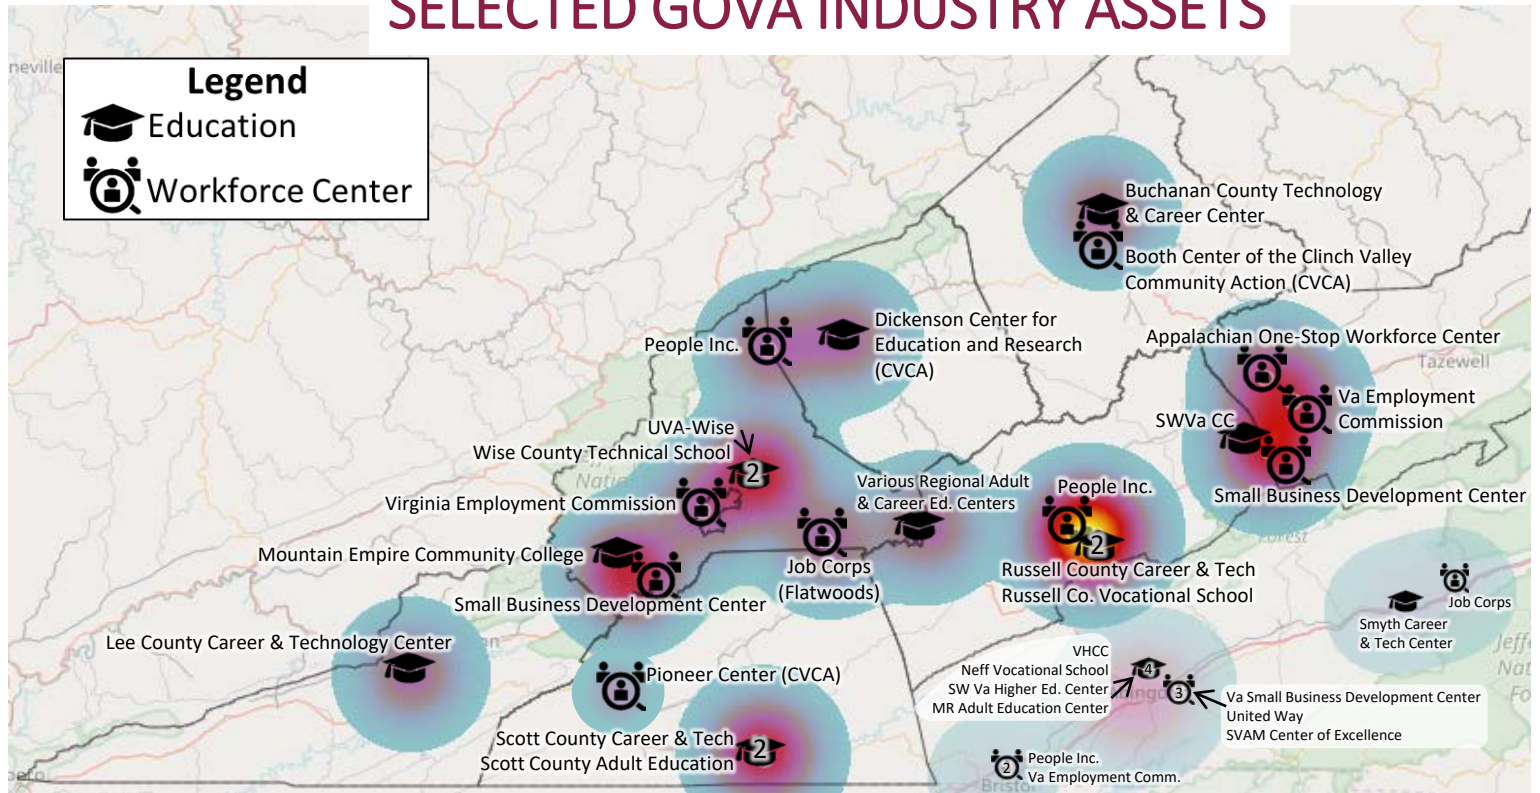 SELECTED GOVA INDUSTRY ASSETS
neville
Legend
Education
Workforce Center
Buchanan County Technology
& Career Center
Booth Center of the Clinch Valley
Community Action (CVCA)
Dickenson Center for
Education and Research
(CVCA)
People Inc.
Appalachian One-Stop Workforce Center
Tazewell
Va Employment
Commission
SWVa CC
Small Business Development Center
UVA-Wise
Wise County Technical School
2
Virginia Employment Commission
Various Regional Adult
& Career Ed. Centers
People Inc.
2
Russell County Career & Tech
Russell Co. Vocational School
Mountain Empire Community College
Small Business Development Center
Job Corps
(Flatwoods)
Forest
Job Corps
Smyth Career
& Tech Center
Lee County Career & Technology Center
Pioneer Center (CVCA)
VHCC
Neff Vocational School
SW Va Higher Ed. Center
MR Adult Education Center
4
3
Va Small Business Development Center
United Way
SVAM Center of Excellence
Scott County Career & Tech
Scott County Adult Education
2
2
People Inc.
Va Employment Comm.
Bristol